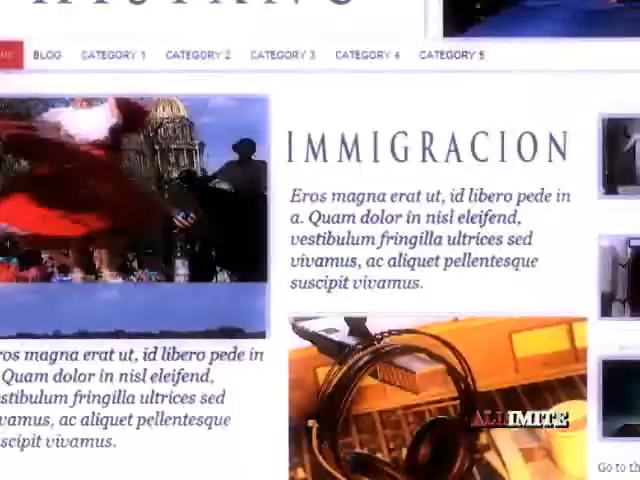 BLOG CATEGORY 1 CATEGORY 2 CATEGORY 3 CATEGORY 4 CATEGORY 5
IMMIGRACION
Eros magna erat ut, id libero pede in
a. Quam dolor in nisl eleifend,
vestibulum fringilla ultrices sed
vivamus, ac aliquet pellentesque
suscipit vivamus.
ros magna erat ut, id libero pede in
Quam dolor in nisl eleifend,
stibulum fringilla ultrices sed
vamus, ac aliquet pellentesque
scipit vivamus.
AL LIMITE
Go to th